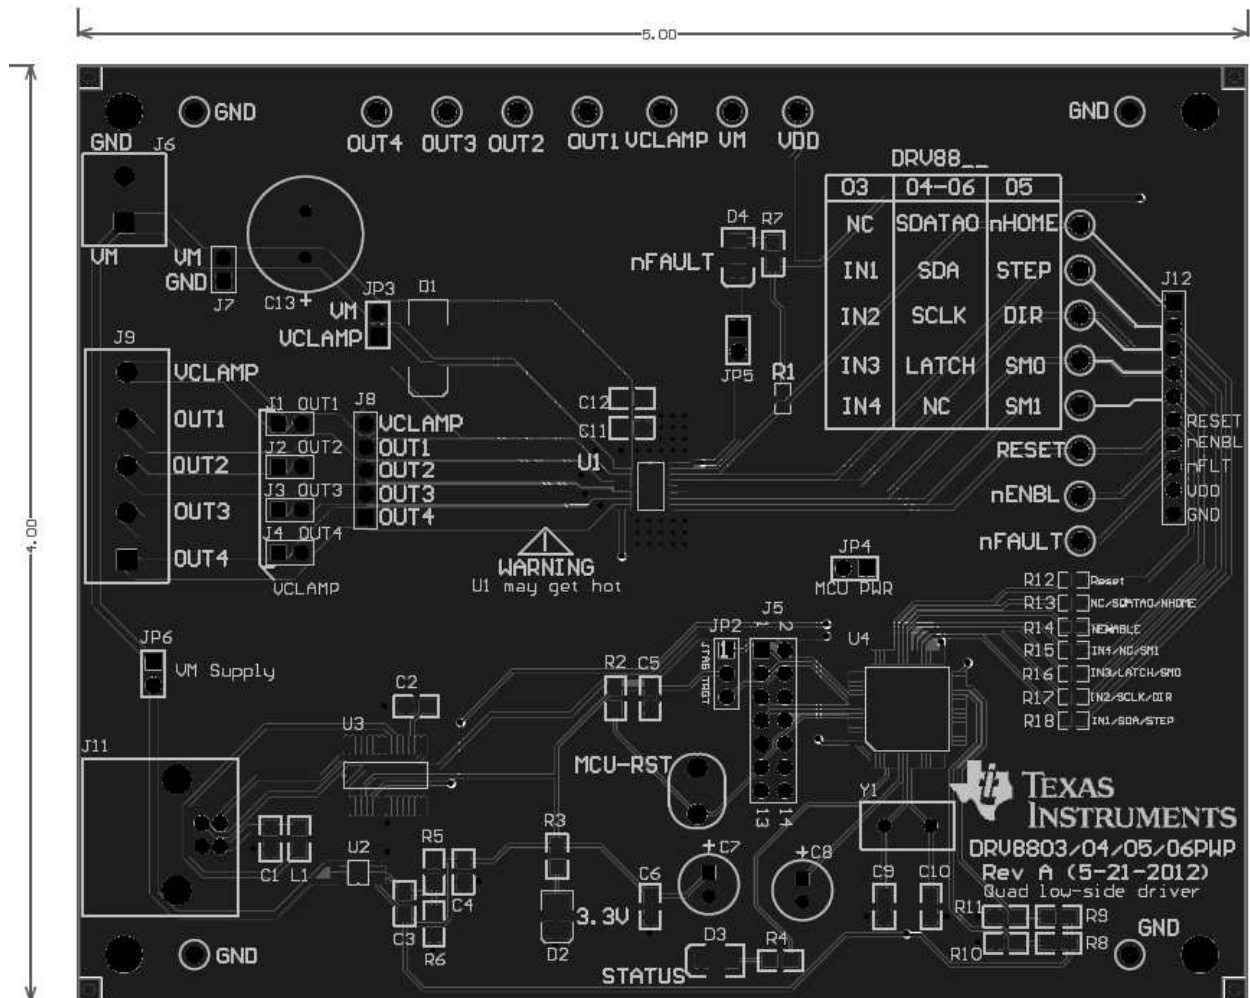 5.00
4.00
GND
OUT4 OUT3 OUT2 OUT1 VCLAMP VM VDD
GND
GND
J6
VM
VM
GND
J7
C13
+
JP3
VM
VCLAMP
D1
D4
R7
nFAULT
JP5
R1
DRV88__
03 04-06 05
NC SDATAO nHOME
IN1 SDA STEP
IN2 SCLK DIR
IN3 LATCH SM0
IN4 NC SM1
RESET
nENBL
nFAULT
J12
RESET
nENBL
nFLT
VDD
GND
J9
VCLAMP
OUT1
OUT2
OUT3
OUT4
J1 OUT1
J2 OUT2
J3 OUT3
J4 OUT4
VCLAMP
J8
VCLAMP
OUT1
OUT2
OUT3
OUT4
C12
C11
U1
WARNING
U1 may get hot
JP4
MCU PWR
R12 Reset
R13 NC/SDATAO/NHOME
R14 NENABLE
R15 IN4/NC/SM1
R16 IN3/LATCH/SM0
R17 IN2/SCLK/DIR
R18 IN1/SDA/STEP
JP6
VM Supply
C2
U3
R2 C5
JP2
1
JTAG TRGT
J5
1 2
13 14
U4
MCU-RST
J11
C1 L1
U2
R5
C4
C3
R6
R3
D2
3.3V
C6
+C7
+C8
Y1
C9 C10
D3
STATUS
R4
TEXAS
INSTRUMENTS
DRV8803/04/05/06PWP
Rev A (5-21-2012)
Quad low-side driver
R11 R9
R10 R8
GND
GND